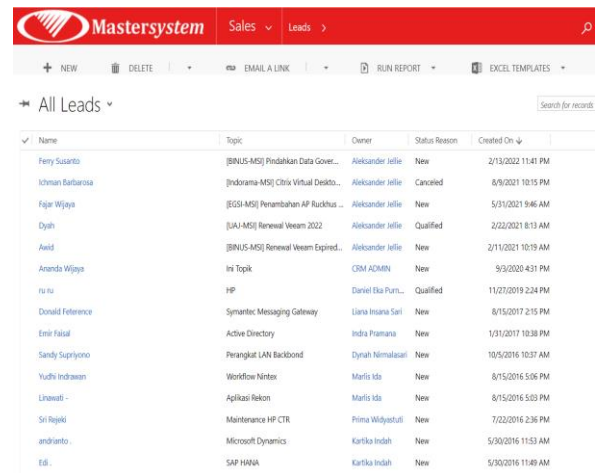 Mastersystem Sales Leads
NEW DELETE EMAIL A LINK RUN REPORT EXCEL TEMPLATES
All Leads Search for records
Name Topic Owner Status Reason Created On
Ferry Susanto [BINUS-MSI] Pindahkan Data Gover... Aleksander Jellie New 2/13/2022 11:41 PM
Ichman Barbarosa [Indorama-MSI] Citrix Virtual Deskto... Aleksander Jellie Canceled 8/9/2021 10:15 PM
Fajar Wijaya [EGSI-MSI] Penambahan AP Ruckhus ... Aleksander Jellie New 5/31/2021 9:46 AM
Dyah [UAJ-MSI] Renewal Veeam 2022 Aleksander Jellie Qualified 2/22/2021 8:13 AM
Awid [BINUS-MSI] Renewal Veeam Expired... Aleksander Jellie New 2/11/2021 10:19 AM
Ananda Wijaya Ini Topik CRM ADMIN New 9/3/2020 4:31 PM
ru ru HP Daniel Eka Purn... Qualified 11/27/2019 2:24 PM
Donald Feterence Symantec Messaging Gateway Liana Insana Sari New 8/15/2017 2:15 PM
Emir Faisal Active Directory Indra Pramana New 1/31/2017 10:38 PM
Sandy Supriyono Perangkat LAN Backbond Dynah Nirmalasari New 10/5/2016 10:37 AM
Yudhi Indrawan Workflow Nintex Marlis Ida New 8/15/2016 5:06 PM
Linawati - Aplikasi Rekon Marlis Ida New 8/15/2016 5:03 PM
Sri Rejeki Maintenance HP CTR Prima Widyastuti New 7/22/2016 2:36 PM
andrianto . Microsoft Dynamics Kartika Indah New 5/30/2016 11:53 AM
Edi . SAP HANA Kartika Indah New 5/30/2016 11:49 AM